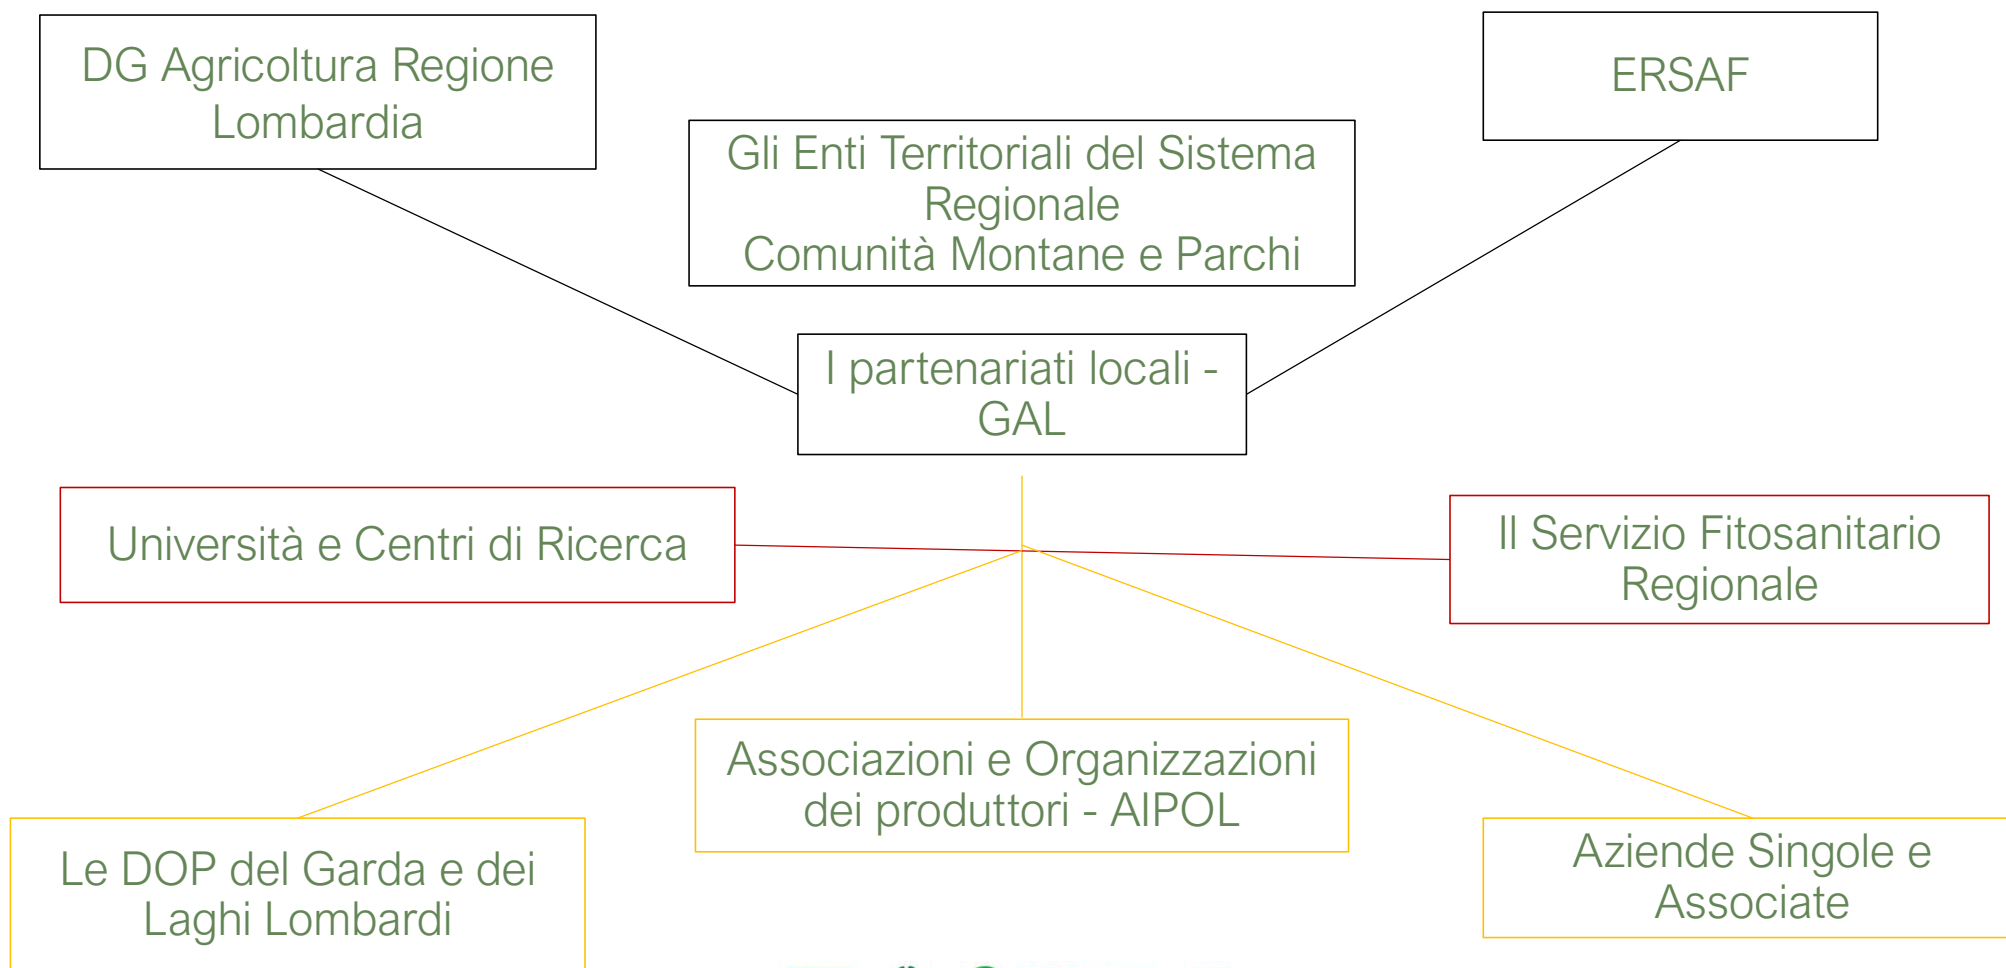 DG Agricoltura Regione
Lombardia
ERSAF
Gli Enti Territoriali del Sistema
Regionale
Comunità Montane e Parchi
I partenariati locali -
GAL
Università e Centri di Ricerca
Il Servizio Fitosanitario
Regionale
Associazioni e Organizzazioni
dei produttori - AIPOL
Le DOP del Garda e dei
Laghi Lombardi
Aziende Singole e
Associate